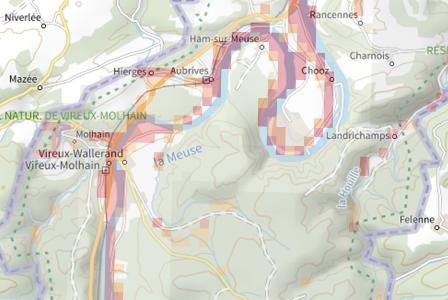 Rancennes
Niverlée
Ham-sur-Meuse
RÉS
Charnois
Hierges
Aubrives
Chooz
Mazée
NATUR. DE VIREUX-MOLHAIN
Molhain
Landrichamps
Vireux-Wallerand
Vireux-Molhain
la Meuse
la Houille
Felenne